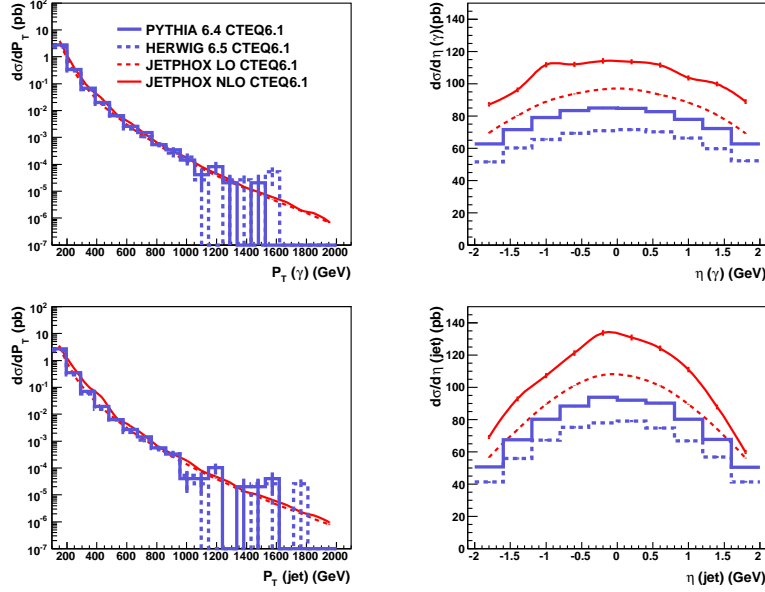 dσ/dP_T (pb)
10²
10
1
10⁻¹
10⁻²
10⁻³
10⁻⁴
10⁻⁵
10⁻⁶
10⁻⁷
PYTHIA 6.4 CTEQ6.1
HERWIG 6.5 CTEQ6.1
JETPHOX LO CTEQ6.1
JETPHOX NLO CTEQ6.1
200 400 600 800 1000 1200 1400 1600 1800 2000
P_T (γ) (GeV)
dσ/dη (γ)(pb)
140
120
100
80
60
40
20
0
-2 -1.5 -1 -0.5 0 0.5 1 1.5 2
η (γ) (GeV)
dσ/dP_T (pb)
10²
10
1
10⁻¹
10⁻²
10⁻³
10⁻⁴
10⁻⁵
10⁻⁶
10⁻⁷
200 400 600 800 1000 1200 1400 1600 1800 2000
P_T (jet) (GeV)
dσ/dη (jet) (pb)
140
120
100
80
60
40
20
0
-2 -1.5 -1 -0.5 0 0.5 1 1.5 2
η (jet) (GeV)